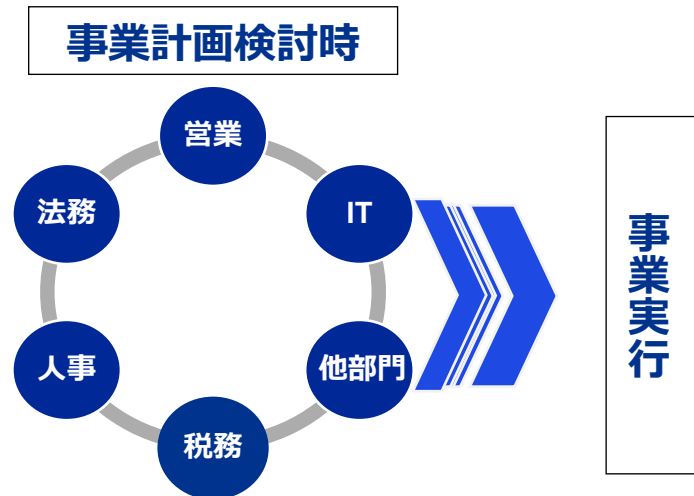 事業計画検討時
営業
法務
IT
人事
他部門
税務
事業実行